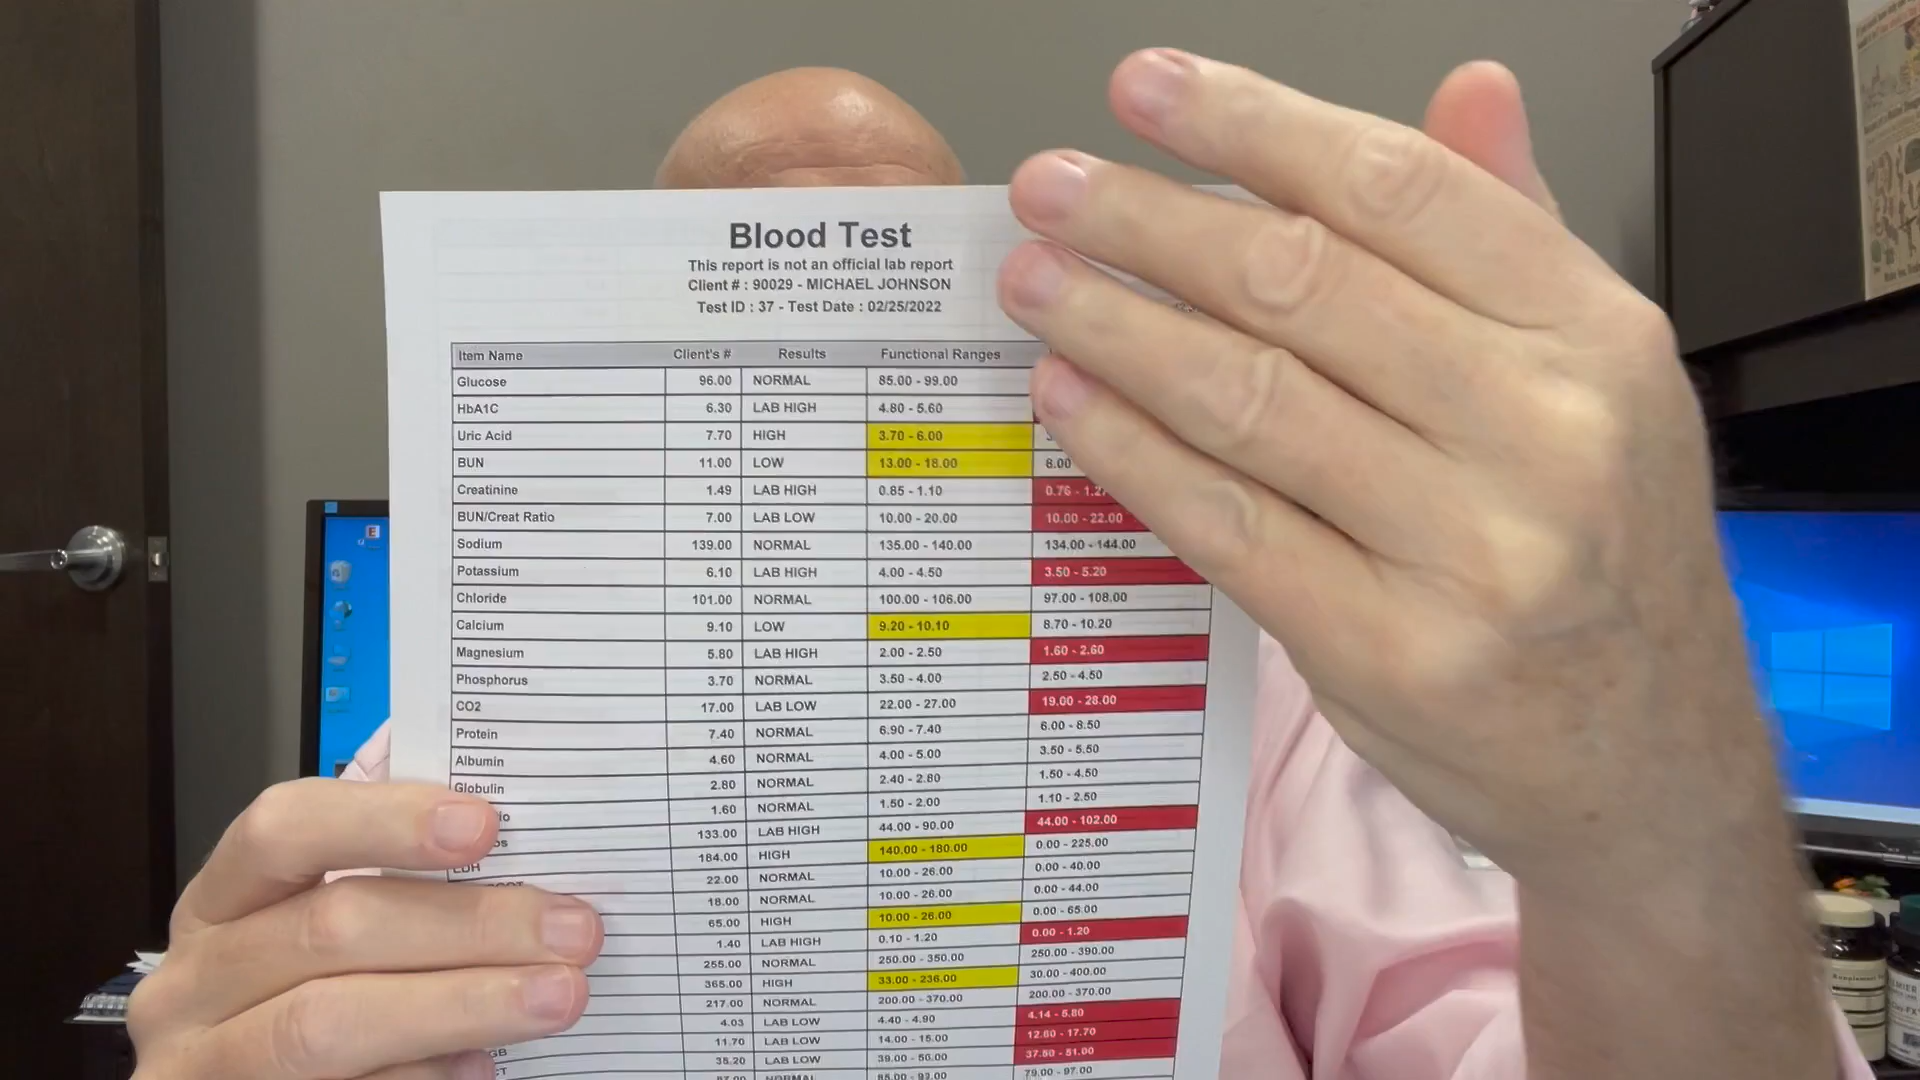 Blood Test
This report is not an official lab report
Client # : 90029 - MICHAEL JOHNSON
Test ID : 37 - Test Date : 02/25/2022
Item Name Client's # Results Functional Ranges
Glucose 96.00 NORMAL 85.00 - 99.00
HbA1C 6.30 LAB HIGH 4.80 - 5.60
Uric Acid 7.70 HIGH 3.70 - 6.00
BUN 11.00 LOW 13.00 - 18.00 8.00
Creatinine 1.49 LAB HIGH 0.85 - 1.10 0.76 - 1.27
BUN/Creat Ratio 7.00 LAB LOW 10.00 - 20.00 10.00 - 22.00
Sodium 139.00 NORMAL 135.00 - 140.00 134.00 - 144.00
Potassium 6.10 LAB HIGH 4.00 - 4.50 3.50 - 5.20
Chloride 101.00 NORMAL 100.00 - 106.00 97.00 - 108.00
Calcium 9.10 LOW 9.20 - 10.10 8.70 - 10.20
Magnesium 5.80 LAB HIGH 2.00 - 2.50 1.60 - 2.60
Phosphorus 3.70 NORMAL 3.50 - 4.00 2.50 - 4.50
CO2 17.00 LAB LOW 22.00 - 27.00 19.00 - 28.00
Protein 7.40 NORMAL 6.90 - 7.40 6.00 - 8.50
Albumin 4.60 NORMAL 4.00 - 5.00 3.50 - 5.50
Globulin 2.80 NORMAL 2.40 - 2.80 1.50 - 4.50
1.60 NORMAL 1.50 - 2.00 1.10 - 2.50
133.00 LAB HIGH 44.00 - 90.00 44.00 - 102.00
LDH 184.00 HIGH 140.00 - 180.00 0.00 - 225.00
22.00 NORMAL 10.00 - 26.00 0.00 - 40.00
18.00 NORMAL 10.00 - 26.00 0.00 - 44.00
65.00 HIGH 10.00 - 26.00 0.00 - 65.00
1.40 LAB HIGH 0.10 - 1.20 0.00 - 1.20
255.00 NORMAL 250.00 - 350.00 250.00 - 390.00
365.00 HIGH 33.00 - 236.00 30.00 - 400.00
217.00 NORMAL 200.00 - 370.00 200.00 - 370.00
4.03 LAB LOW 4.40 - 4.90 4.14 - 5.80
11.70 LAB LOW 14.00 - 15.00 12.60 - 17.70
38.20 LAB LOW 39.00 - 50.00 37.50 - 51.00
NORMAL 85.00 - 92.00 79.00 - 97.00